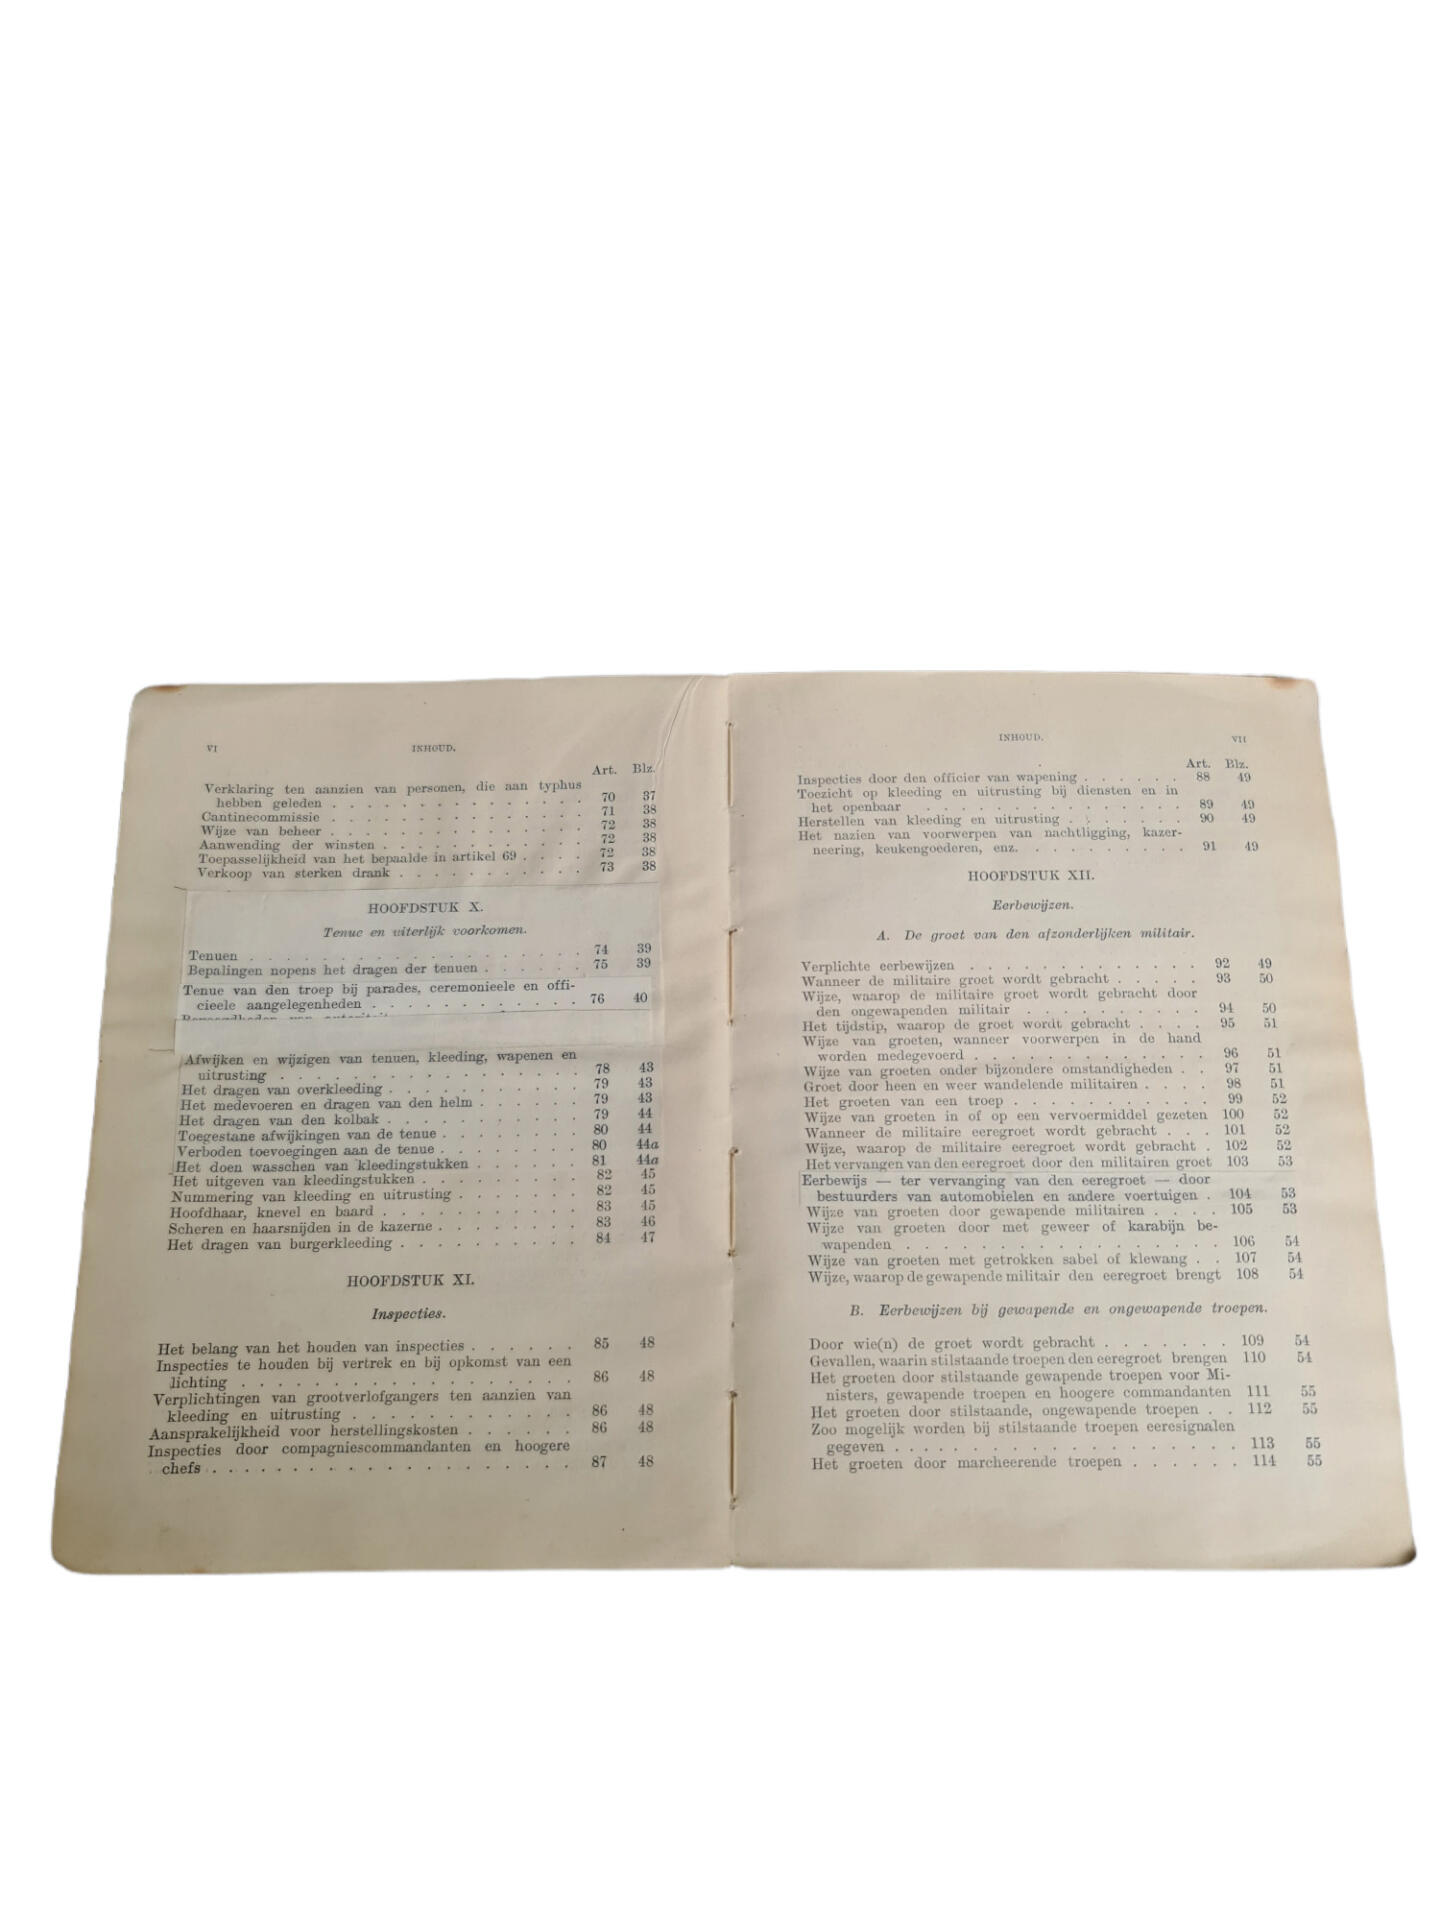 VI INHOUD.
Art. Blz.
Verklaring ten aanzien van personen, die aan typhus
hebben geleden . . . . . . . . . . . . . . . . . 70 37
Cantinecommissie . . . . . . . . . . . . . . . . 71 38
Wijze van beheer . . . . . . . . . . . . . . . . 72 38
Aanwending der winsten . . . . . . . . . . . . 72 38
Toepasselijkheid van het bepaalde in artikel 69 . . . . 72 38
Verkoop van sterken drank . . . . . . . . . . . 73 38
HOOFDSTUK X.
Tenue en uiterlijk voorkomen.
Tenuen . . . . . . . . . . . . . . . . . . 74 39
Bepalingen nopens het dragen der tenuen . . . . . . 75 39
Tenue van den troep bij parades, ceremonieele en offi-
cieele aangelegenheden . . . . . . . . . . . . 76 40
Afwijken en wijzigen van tenuen, kleeding, wapenen en
uitrusting . . . . . . . . . . . . . . . . . 78 43
Het dragen van overkleeding . . . . . . . . . . . 79 43
Het medevoeren en dragen van den helm . . . . . . 79 43
Het dragen van den kolbak . . . . . . . . . . . 79 44
Toegestane afwijkingen van de tenue . . . . . . . . 80 44
Verboden toevoegingen aan de tenue . . . . . . . . 80 44a
Het doen wasschen van kleedingstukken . . . . . . 81 44a
Het uitgeven van kleedingstukken . . . . . . . . . 82 45
Nummering van kleeding en uitrusting . . . . . . . 82 45
Hoofdhaar, knevel en baard . . . . . . . . . . . 83 45
Scheren en haarsnijden in de kazerne . . . . . . . . 83 46
Het dragen van burgerkleeding . . . . . . . . . . 84 47
HOOFDSTUK XI.
Inspecties.
Het belang van het houden van inspecties . . . . . . 85 48
Inspecties te houden bij vertrek en bij opkomst van een
lichting . . . . . . . . . . . . . . . . . . 86 48
Verplichtingen van grootverlofgangers ten aanzien van
kleeding en uitrusting . . . . . . . . . . . . 86 48
Aansprakelijkheid voor herstellingskosten . . . . . . 86 48
Inspecties door compagniescommandanten en hoogere
chefs . . . . . . . . . . . . . . . . . . . 87 48
INHOUD. VII
Art. Blz.
Inspecties door den officier van wapening . . . . . . 88 49
Toezicht op kleeding en uitrusting bij diensten en in
het openbaar . . . . . . . . . . . . . . . 89 49
Herstellen van kleeding en uitrusting . . . . . . . 90 49
Het nazien van voorwerpen van nachtligging, kazer-
neering, keukengoederen, enz. . . . . . . . . . 91 49
HOOFDSTUK XII.
Eerbewijzen.
A. De groet van den afzonderlijken militair.
Verplichte eerbewijzen . . . . . . . . . . . . . 92 49
Wanneer de militaire groet wordt gebracht . . . . . 93 50
Wijze, waarop de militaire groet wordt gebracht door
den ongewapenden militair . . . . . . . . . . 94 50
Het tijdstip, waarop de groet wordt gebracht . . . . 95 51
Wijze van groeten, wanneer voorwerpen in de hand
worden medegevoerd . . . . . . . . . . . . . 96 51
Wijze van groeten onder bijzondere omstandigheden . . 97 51
Groet door heen en weer wandelende militairen . . . . 98 51
Het groeten van een troep . . . . . . . . . . . 99 52
Wijze van groeten in of op een vervoermiddel gezeten 100 52
Wanneer de militaire eeregroet wordt gebracht . . . 101 52
Wijze, waarop de militaire eeregroet wordt gebracht . 102 52
Het vervangen van den eeregroet door den militairen groet 103 53
Eerbewijs — ter vervanging van den eeregroet — door
bestuurders van automobielen en andere voertuigen . 104 53
Wijze van groeten door gewapende militairen . . . . 105 53
Wijze van groeten door met geweer of karabijn be-
wapenden . . . . . . . . . . . . . . . . . . 106 54
Wijze van groeten met getrokken sabel of klewang . . 107 54
Wijze, waarop de gewapende militair den eeregroet brengt 108 54
B. Eerbewijzen bij gewapende en ongewapende troepen.
Door wie(n) de groet wordt gebracht . . . . . . . 109 54
Gevallen, waarin stilstaande troepen den eeregroet brengen 110 54
Het groeten door stilstaande gewapende troepen voor Mi-
nisters, gewapende troepen en hoogere commandanten 111 55
Het groeten door stilstaande, ongewapende troepen . . 112 55
Zoo mogelijk worden bij stilstaande troepen eeresignalen
gegeven . . . . . . . . . . . . . . . . . . . 113 55
Het groeten door marcheerende troepen . . . . . . 114 55